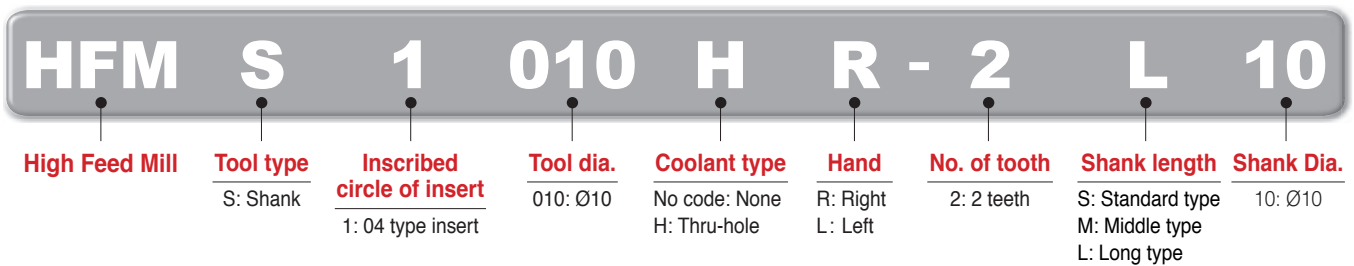 HFM S 1 010 H R - 2 L 10
High Feed Mill
Tool type
S: Shank
Inscribed
circle of insert
1: 04 type insert
Tool dia.
010: Ø10
Coolant type
No code: None
H: Thru-hole
Hand
R: Right
L: Left
No. of tooth
2: 2 teeth
Shank length
S: Standard type
M: Middle type
L: Long type
Shank Dia.
10: Ø10